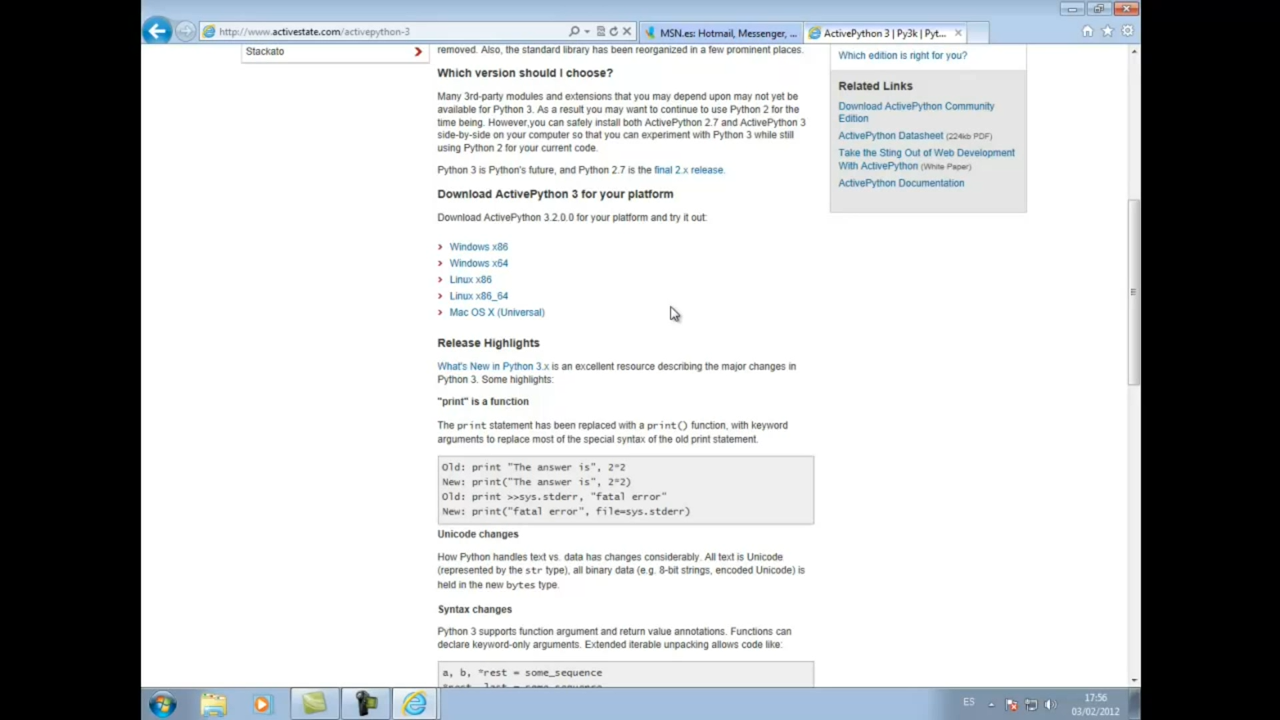 http://www.activestate.com/activepython-3
MSN.es: Hotmail, Messenger, ...
ActivePython 3 | Py3k | Pyt...
Stackato
removed. Also, the standard library has been reorganized in a few prominent places.
Which version should I choose?
Many 3rd-party modules and extensions that you may depend upon may not yet be
available for Python 3. As a result you may want to continue to use Python 2 for the
time being. However,you can safely install both ActivePython 2.7 and ActivePython 3
side-by-side on your computer so that you can experiment with Python 3 while still
using Python 2 for your current code.
Python 3 is Python's future, and Python 2.7 is the final 2.x release.
Download ActivePython 3 for your platform
Download ActivePython 3.2.0.0 for your platform and try it out:
Windows x86
Windows x64
Linux x86
Linux x86_64
Mac OS X (Universal)
Release Highlights
What's New in Python 3.x is an excellent resource describing the major changes in
Python 3. Some highlights:
"print" is a function
The print statement has been replaced with a print() function, with keyword
arguments to replace most of the special syntax of the old print statement.
Old: print "The answer is", 2*2
New: print("The answer is", 2*2)
Old: print >>sys.stderr, "fatal error"
New: print("fatal error", file=sys.stderr)
Unicode changes
How Python handles text vs. data has changes considerably. All text is Unicode
(represented by the str type), all binary data (e.g. 8-bit strings, encoded Unicode) is
held in the new bytes type.
Syntax changes
Python 3 supports function argument and return value annotations. Functions can
declare keyword-only arguments. Extended iterable unpacking allows code like:
a, b, *rest = some_sequence
*rest, last = some_sequence
Which edition is right for you?
Related Links
Download ActivePython Community
Edition
ActivePython Datasheet (224kb PDF)
Take the Sting Out of Web Development
With ActivePython (White Paper)
ActivePython Documentation
ES
17:56
03/02/2012